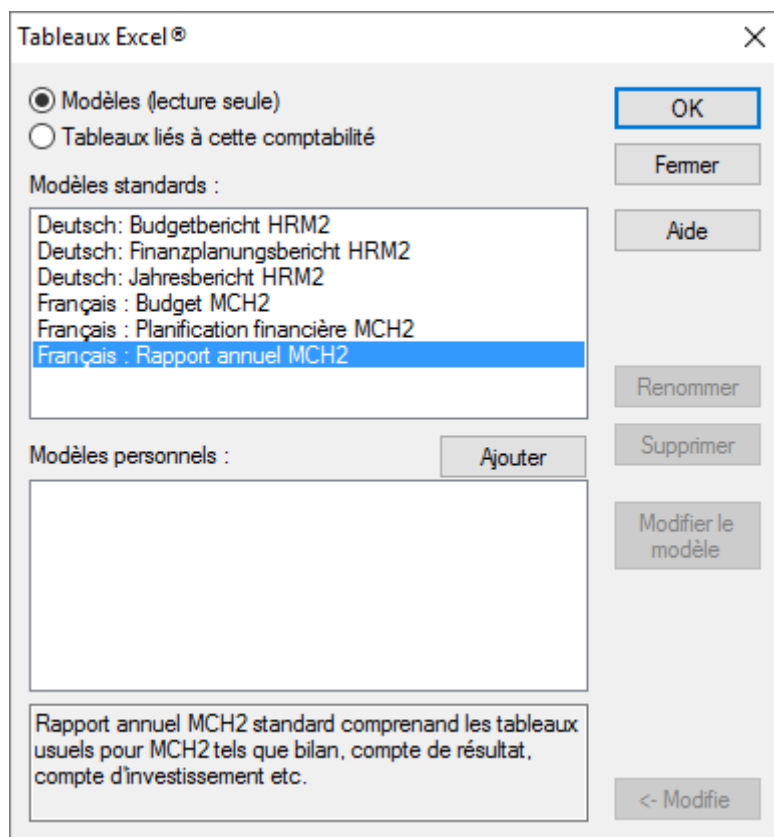 Tableaux Excel®
Modèles (lecture seule)
OK
Tableaux liés à cette comptabilité
Fermer
Modèles standards :
Aide
Deutsch: Budgetbericht HRM2
Deutsch: Finanzplanungsbericht HRM2
Deutsch: Jahresbericht HRM2
Français : Budget MCH2
Français : Planification financière MCH2
Français : Rapport annuel MCH2
Renommer
Supprimer
Modèles personnels :
Ajouter
Modifier le
modèle
Rapport annuel MCH2 standard comprenand les tableaux
usuels pour MCH2 tels que bilan, compte de résultat,
compte d'investissement etc.
<- Modifie